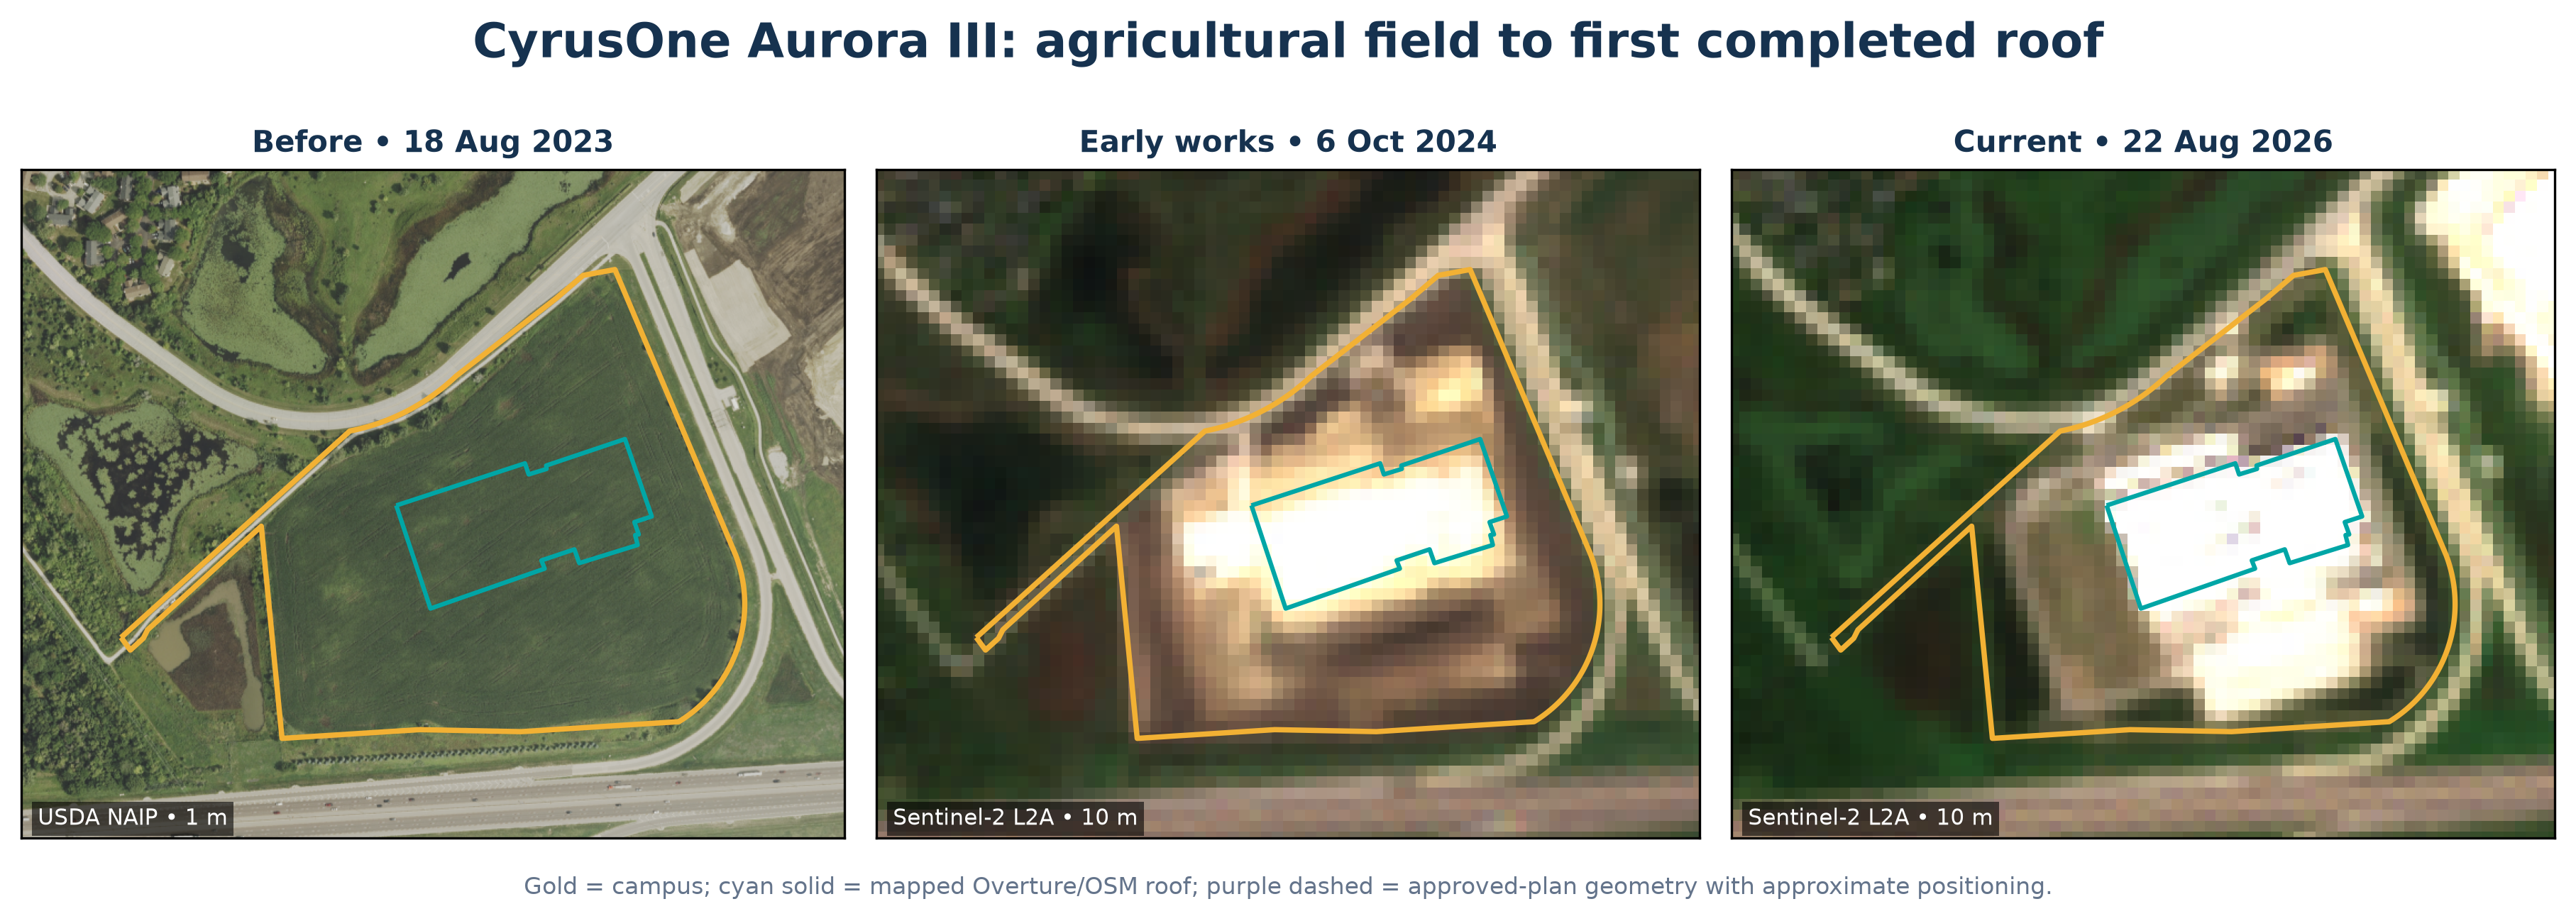 CyrusOne Aurora III: agricultural field to first completed roof
Before • 18 Aug 2023
Early works • 6 Oct 2024
Current • 22 Aug 2026
USDA NAIP • 1 m
Sentinel-2 L2A • 10 m
Sentinel-2 L2A • 10 m
Gold = campus; cyan solid = mapped Overture/OSM roof; purple dashed = approved-plan geometry with approximate positioning.